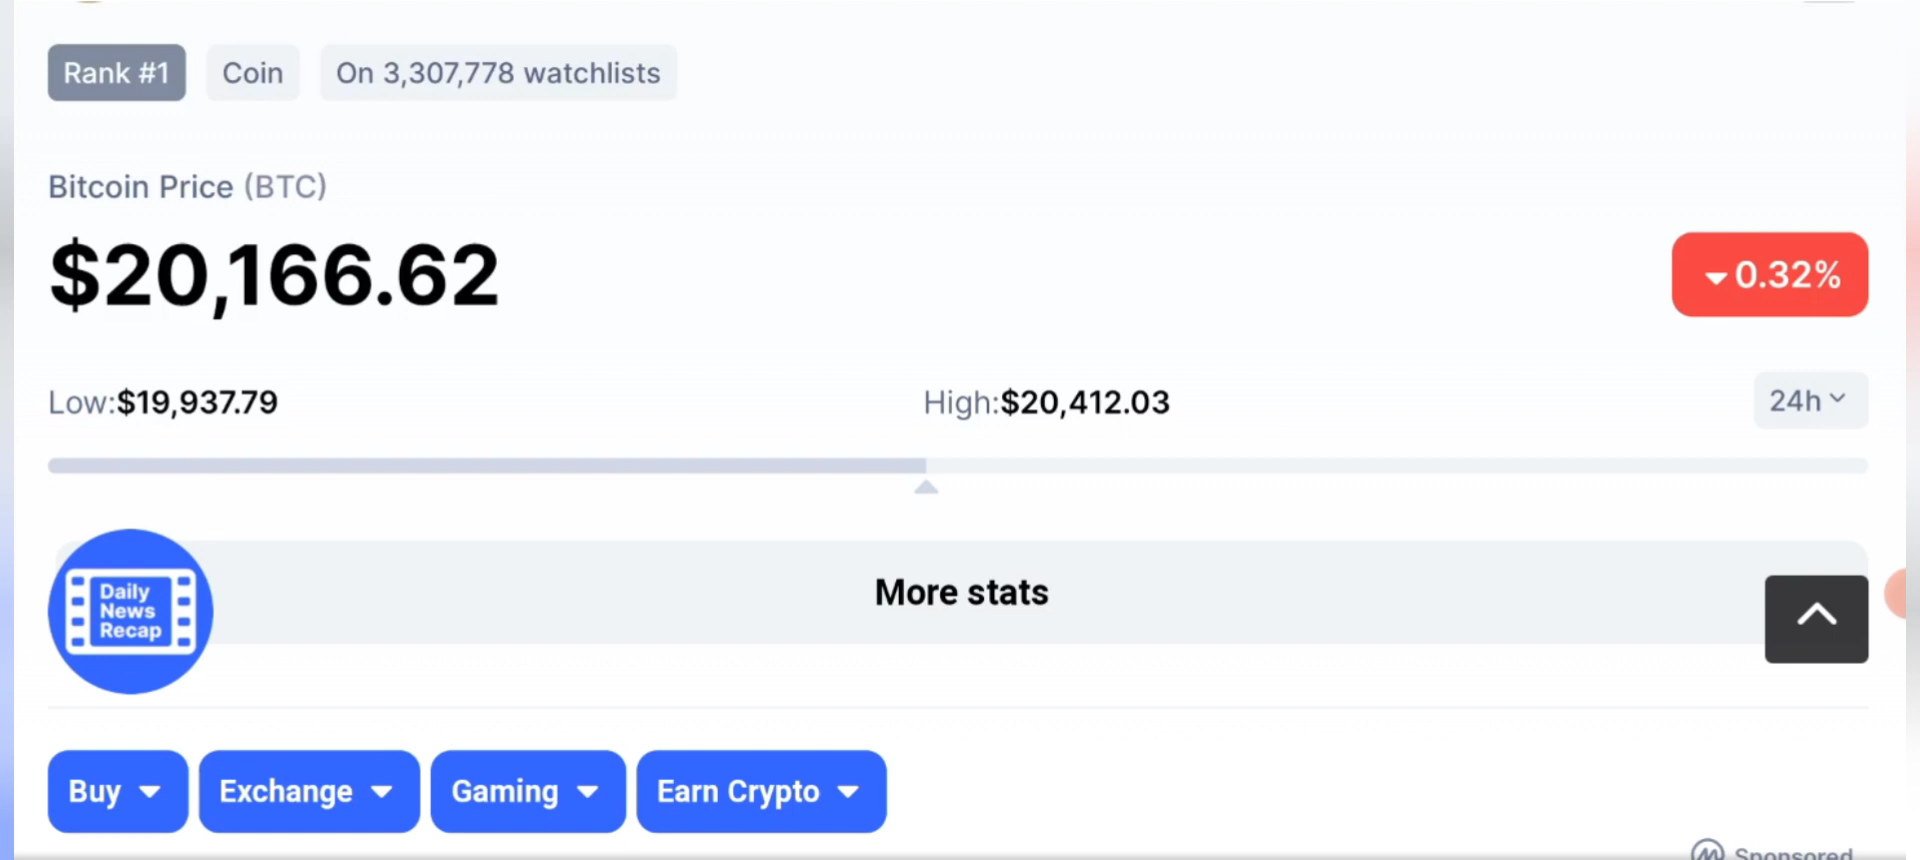 Rank #1 Coin On 3,307,778 watchlists
Bitcoin Price (BTC)
$20,166.62
0.32%
Low:$19,937.79 High:$20,412.03 24h
More stats
Daily
News
Recap
Buy Exchange Gaming Earn Crypto
Sponsored